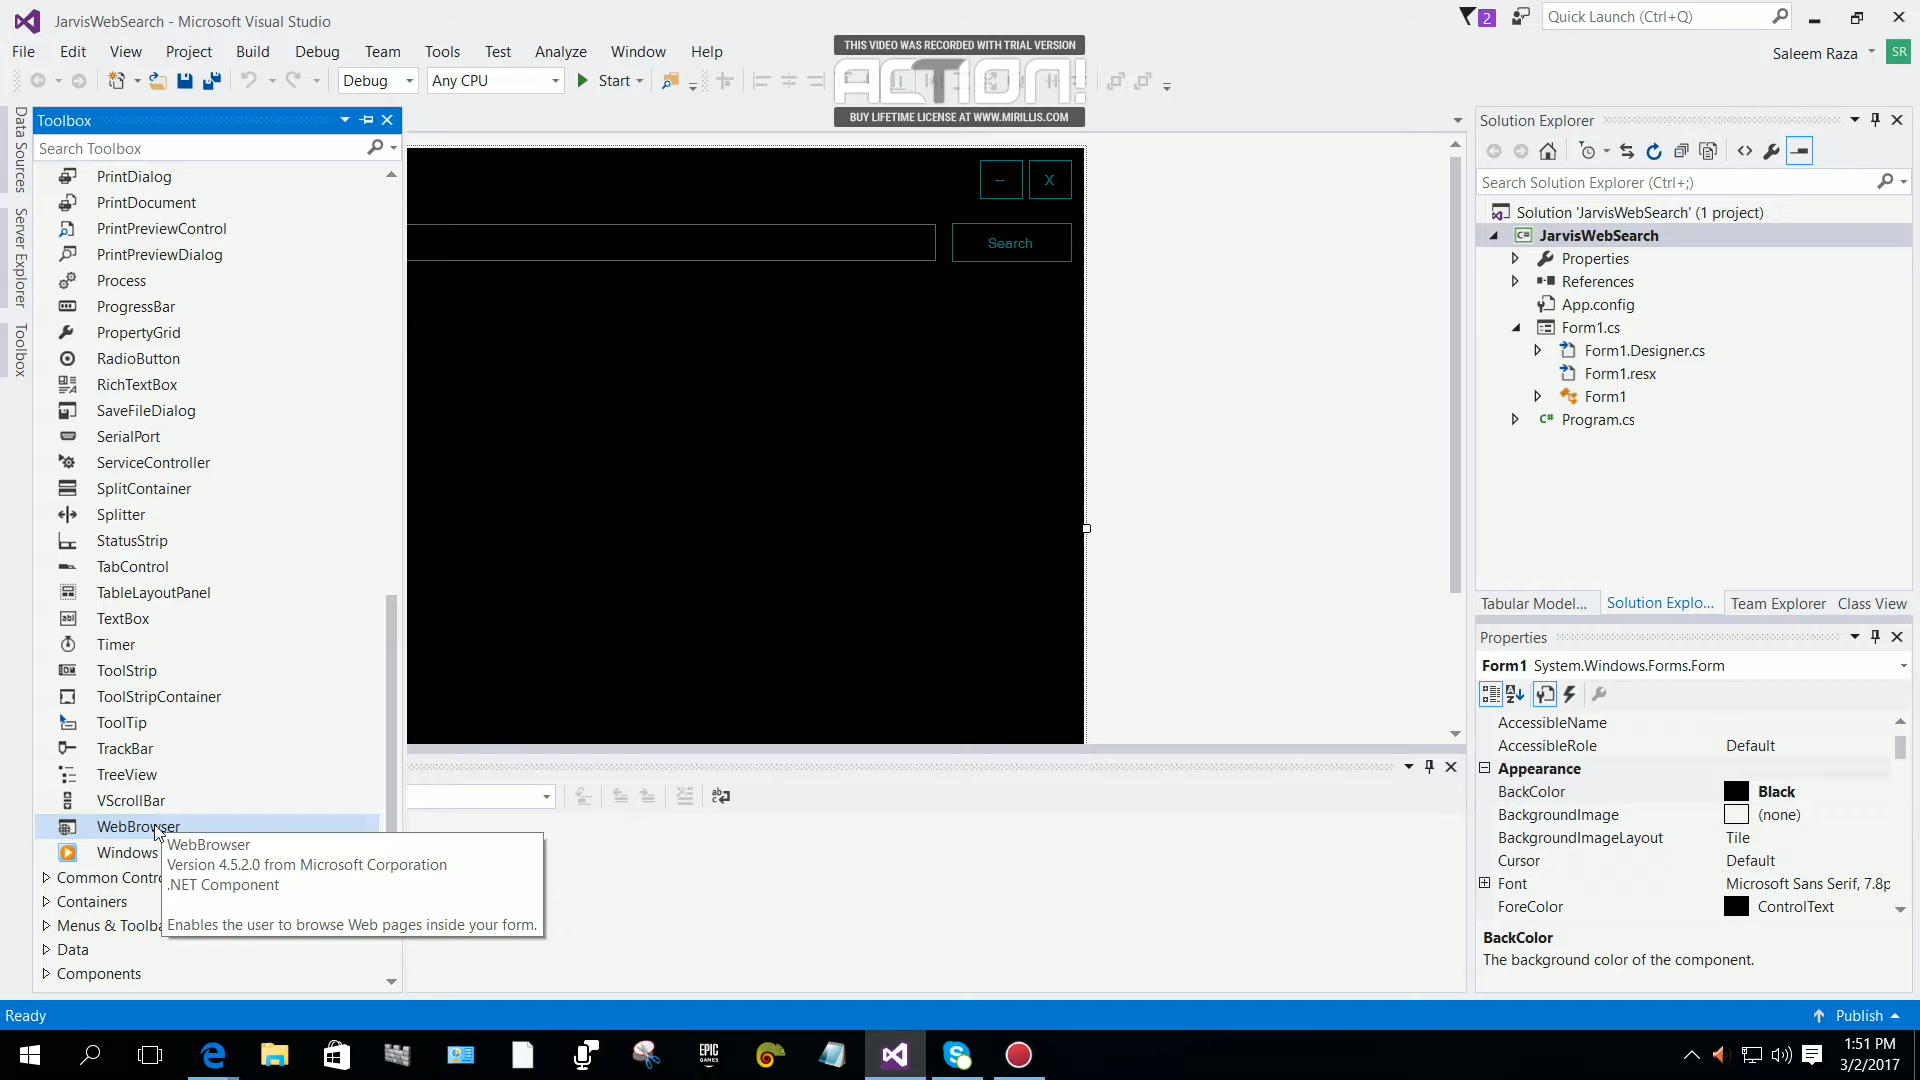 JarvisWebSearch - Microsoft Visual Studio
2
Quick Launch (Ctrl+Q)
File Edit View Project Build Debug Team Tools Test Analyze Window Help
Saleem Raza
SR
Debug
Any CPU
Start
THIS VIDEO WAS RECORDED WITH TRIAL VERSION
ACTION!
BUY LIFETIME LICENSE AT WWW.MIRILLIS.COM
Data Sources
Server Explorer
Toolbox
Toolbox
Search Toolbox
PrintDialog
PrintDocument
PrintPreviewControl
PrintPreviewDialog
Process
ProgressBar
PropertyGrid
RadioButton
RichTextBox
SaveFileDialog
SerialPort
ServiceController
SplitContainer
Splitter
StatusStrip
TabControl
TableLayoutPanel
TextBox
Timer
ToolStrip
ToolStripContainer
ToolTip
TrackBar
TreeView
VScrollBar
WebBrowser
Windows
Common Contro
Containers
Menus & Toolba
Data
Components
WebBrowser
Version 4.5.2.0 from Microsoft Corporation
.NET Component
Enables the user to browse Web pages inside your form.
– X
Search
Solution Explorer
Search Solution Explorer (Ctrl+;)
Solution 'JarvisWebSearch' (1 project)
C# JarvisWebSearch
Properties
References
App.config
Form1.cs
Form1.Designer.cs
Form1.resx
Form1
C# Program.cs
Tabular Model... Solution Explo... Team Explorer Class View
Properties
Form1 System.Windows.Forms.Form
AccessibleName
AccessibleRole Default
Appearance
BackColor Black
BackgroundImage (none)
BackgroundImageLayout Tile
Cursor Default
Font Microsoft Sans Serif, 7.8p
ForeColor ControlText
BackColor
The background color of the component.
Ready
Publish
EPIC
GAMES
1:51 PM
3/2/2017